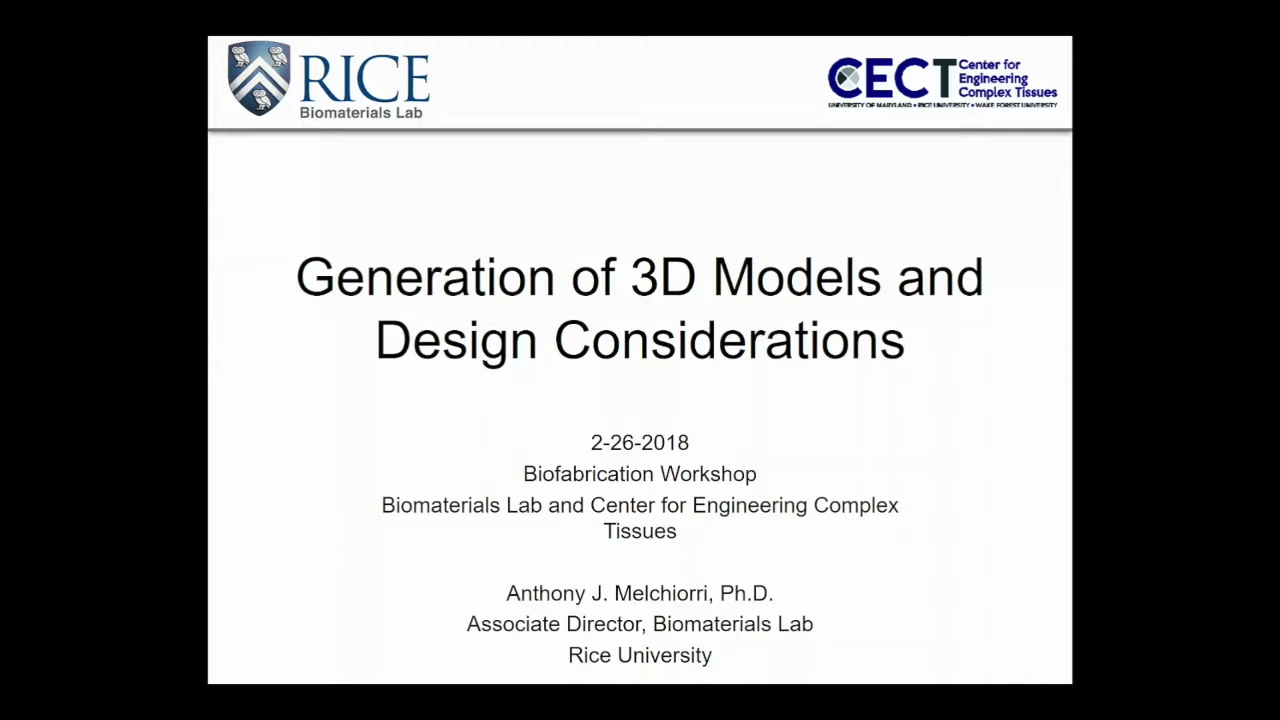 RICE
Biomaterials Lab
CECT
Center for
Engineering
Complex Tissues
UNIVERSITY OF MARYLAND • RICE UNIVERSITY • WAKE FOREST UNIVERSITY
Generation of 3D Models and
Design Considerations
2-26-2018
Biofabrication Workshop
Biomaterials Lab and Center for Engineering Complex
Tissues
Anthony J. Melchiorri, Ph.D.
Associate Director, Biomaterials Lab
Rice University